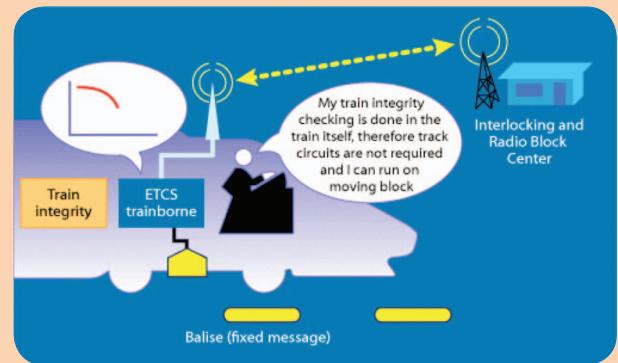 My train integrity
checking is done in the
train itself, therefore track
circuits are not required
and I can run on
moving block
Interlocking and
Radio Block
Center
Train
integrity
ETCS
trainborne
Balise (fixed message)